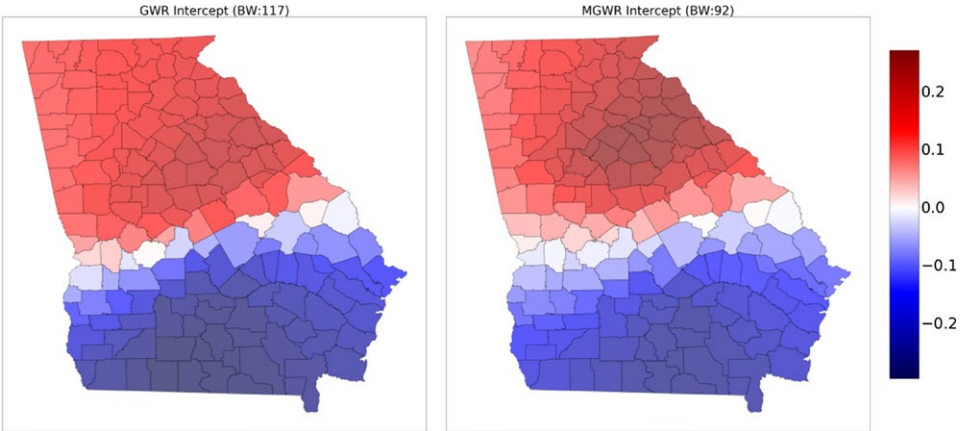 GWR Intercept (BW:117)
MGWR Intercept (BW:92)
0.2
0.1
0.0
−0.1
−0.2